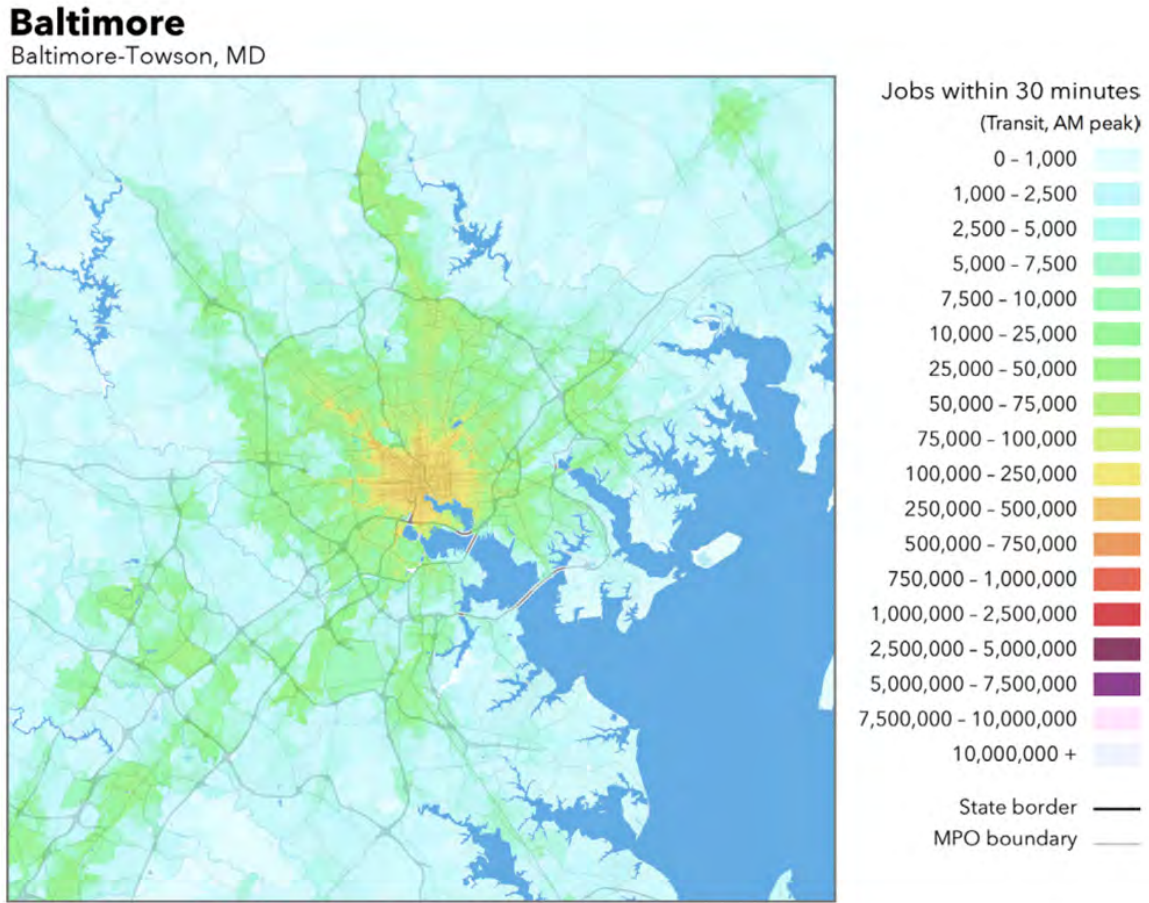 Baltimore
Baltimore-Towson, MD
Jobs within 30 minutes
(Transit, AM peak)
0 – 1,000
1,000 – 2,500
2,500 – 5,000
5,000 – 7,500
7,500 – 10,000
10,000 – 25,000
25,000 – 50,000
50,000 – 75,000
75,000 – 100,000
100,000 – 250,000
250,000 – 500,000
500,000 – 750,000
750,000 – 1,000,000
1,000,000 – 2,500,000
2,500,000 – 5,000,000
5,000,000 – 7,500,000
7,500,000 – 10,000,000
10,000,000 +
State border
MPO boundary